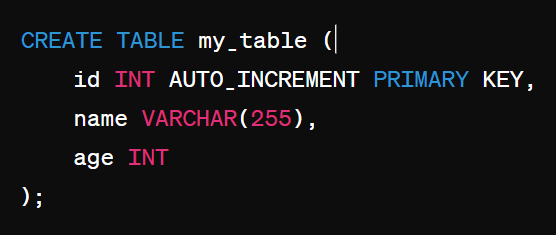 CREATE TABLE my_table (
    id INT AUTO_INCREMENT PRIMARY KEY,
    name VARCHAR(255),
    age INT
);